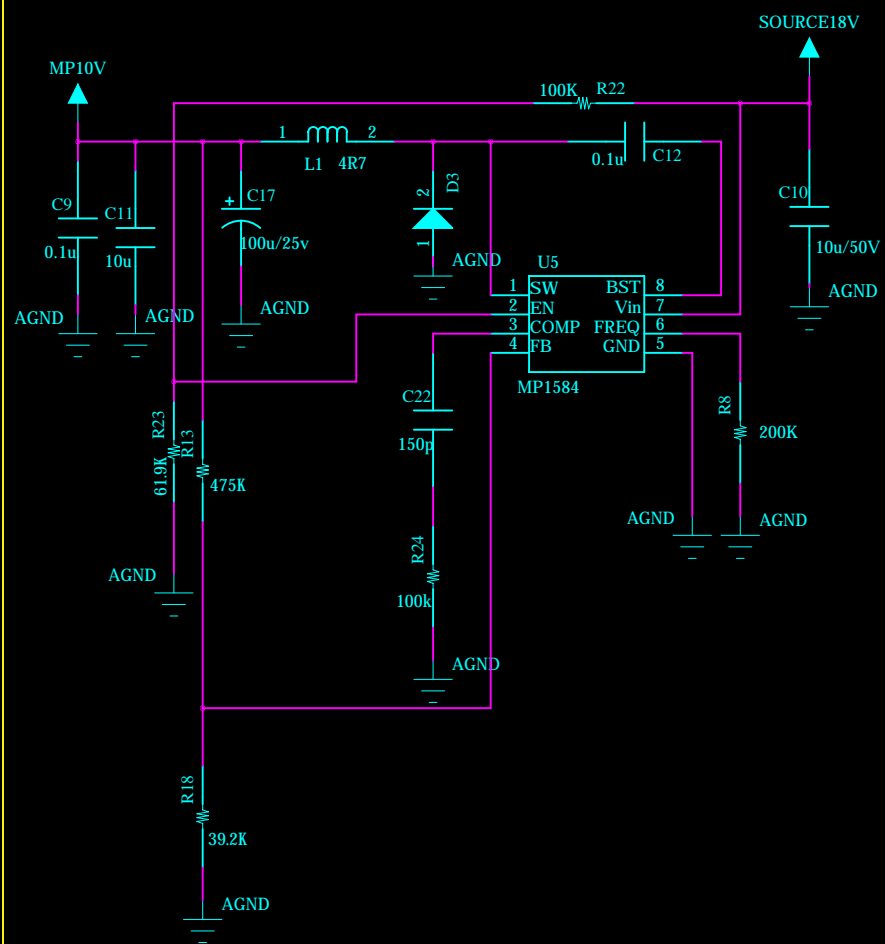 SOURCE18V
MP10V
100K
R22
1
2
L1
4R7
0.1u
C12
C9
C11
C17
2
D3
C10
0.1u
10u
100u/25v
1
10u/50V
AGND
U5
AGND
AGND
AGND
AGND
1
SW
BST
8
2
EN
Vin
7
3
COMP
FREQ
6
4
FB
GND
5
MP1584
C22
150p
R8
200K
R23
R13
61.9K
475K
AGND
AGND
R24
100k
AGND
AGND
R18
39.2K
AGND